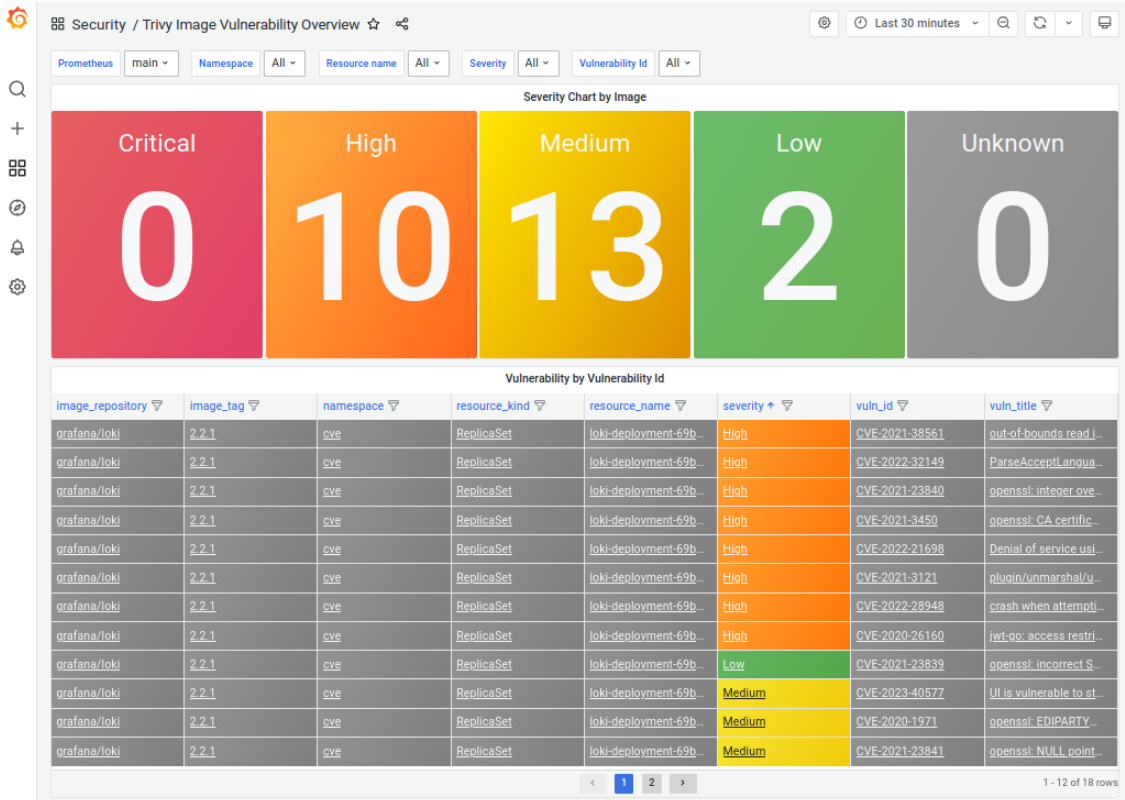 Security / Trivy Image Vulnerability Overview
Last 30 minutes
Prometheus main Namespace All Resource name All Severity All Vulnerability Id All
Severity Chart by Image
Critical High Medium Low Unknown
0 10 13 2 0
Vulnerability by Vulnerability Id
image_repository image_tag namespace resource_kind resource_name severity vuln_id vuln_title
grafana/loki 2.2.1 cve ReplicaSet loki-deployment-69b… High CVE-2021-38561 out-of-bounds read i…
grafana/loki 2.2.1 cve ReplicaSet loki-deployment-69b… High CVE-2022-32149 ParseAcceptLangua…
grafana/loki 2.2.1 cve ReplicaSet loki-deployment-69b… High CVE-2021-23840 openssl: integer ove…
grafana/loki 2.2.1 cve ReplicaSet loki-deployment-69b… High CVE-2021-3450 openssl: CA certific…
grafana/loki 2.2.1 cve ReplicaSet loki-deployment-69b… High CVE-2022-21698 Denial of service usi…
grafana/loki 2.2.1 cve ReplicaSet loki-deployment-69b… High CVE-2021-3121 plugin/unmarshal/u…
grafana/loki 2.2.1 cve ReplicaSet loki-deployment-69b… High CVE-2022-28948 crash when attempti…
grafana/loki 2.2.1 cve ReplicaSet loki-deployment-69b… High CVE-2020-26160 jwt-go: access restri…
grafana/loki 2.2.1 cve ReplicaSet loki-deployment-69b… Low CVE-2021-23839 openssl: incorrect S…
grafana/loki 2.2.1 cve ReplicaSet loki-deployment-69b… Medium CVE-2023-40577 UI is vulnerable to st…
grafana/loki 2.2.1 cve ReplicaSet loki-deployment-69b… Medium CVE-2020-1971 openssl: EDIPARTY…
grafana/loki 2.2.1 cve ReplicaSet loki-deployment-69b… Medium CVE-2021-23841 openssl: NULL point…
1 2
1 - 12 of 18 rows